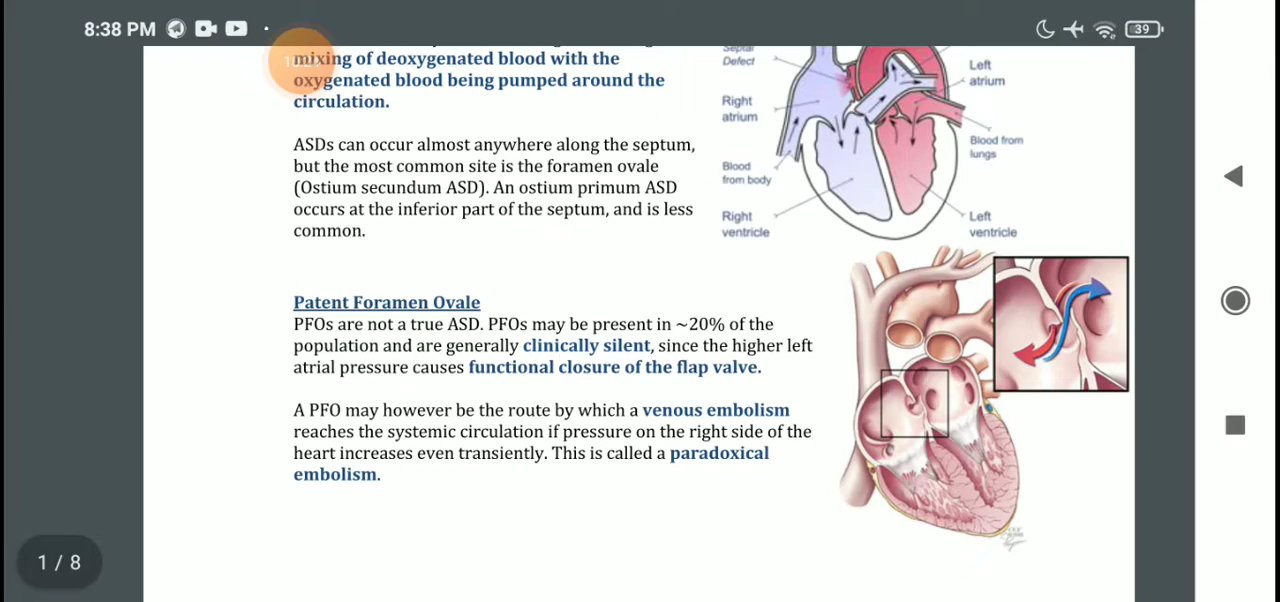 8:38 PM
39
mixing of deoxygenated blood with the
oxygenated blood being pumped around the
circulation.
ASDs can occur almost anywhere along the septum,
but the most common site is the foramen ovale
(Ostium secundum ASD). An ostium primum ASD
occurs at the inferior part of the septum, and is less
common.
Septal
Defect
Right
atrium
Blood
from body
Right
ventricle
Left
atrium
Blood from
lungs
Left
ventricle
Patent Foramen Ovale
PFOs are not a true ASD. PFOs may be present in ~20% of the
population and are generally clinically silent, since the higher left
atrial pressure causes functional closure of the flap valve.
A PFO may however be the route by which a venous embolism
reaches the systemic circulation if pressure on the right side of the
heart increases even transiently. This is called a paradoxical
embolism.
1 / 8